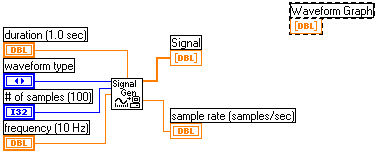 duration (1.0 sec)
DBL
waveform type
# of samples (100)
I32
frequency (10 Hz)
DBL
Signal
Gen
Signal
[DBL]
sample rate (samples/sec)
DBL
Waveform Graph
[DBL]